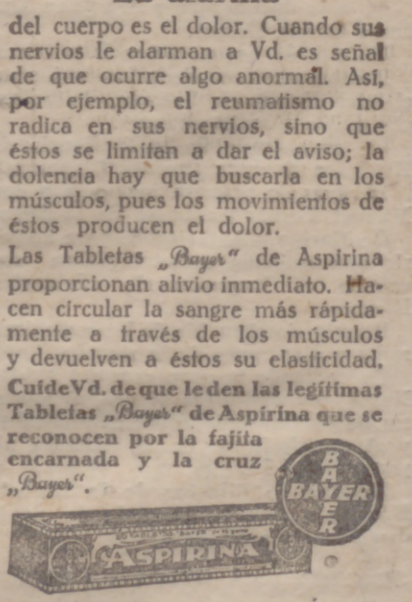 La alarma
del cuerpo es el dolor. Cuando sus
nervios le alarman a Vd. es señal
de que ocurre algo anormal. Así,
por ejemplo, el reumatismo no
radica en sus nervios, sino que
éstos se limitan a dar el aviso; la
dolencia hay que buscarla en los
músculos, pues los movimientos de
éstos producen el dolor.
Las Tabletas „Bayer“ de Aspirina
proporcionan alivio inmediato. Ha-
cen circular la sangre más rápida-
mente a través de los músculos
y devuelven a éstos su elasticidad.
Cuide Vd. de que le den las legítimas
Tabletas „Bayer“ de Aspirina que se
reconocen por la fajita
encarnada y la cruz
„Bayer“.
BAYER
BAYER
ASPIRINA